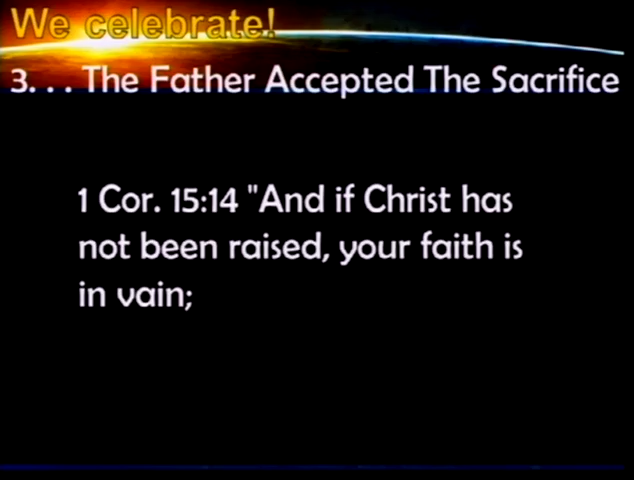 We celebrate!
3. . . The Father Accepted The Sacrifice
1 Cor. 15:14 "And if Christ has
not been raised, your faith is
in vain;